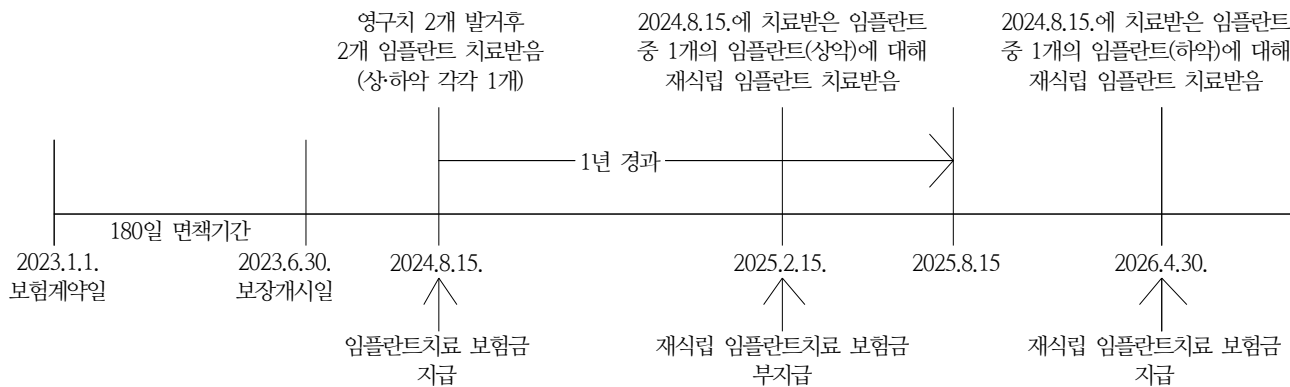 영구치 2개 발거후
2개 임플란트 치료받음
(상·하악 각각 1개)
2024.8.15.에 치료받은 임플란트
중 1개의 임플란트(상악)에 대해
재식립 임플란트 치료받음
2024.8.15.에 치료받은 임플란트
중 1개의 임플란트(하악)에 대해
재식립 임플란트 치료받음
1년 경과
180일 면책기간
2023.1.1.
보험계약일
2023.6.30.
보장개시일
2024.8.15.
2025.2.15.
2025.8.15
2026.4.30.
임플란트치료 보험금
지급
재식립 임플란트치료 보험금
부지급
재식립 임플란트치료 보험금
지급